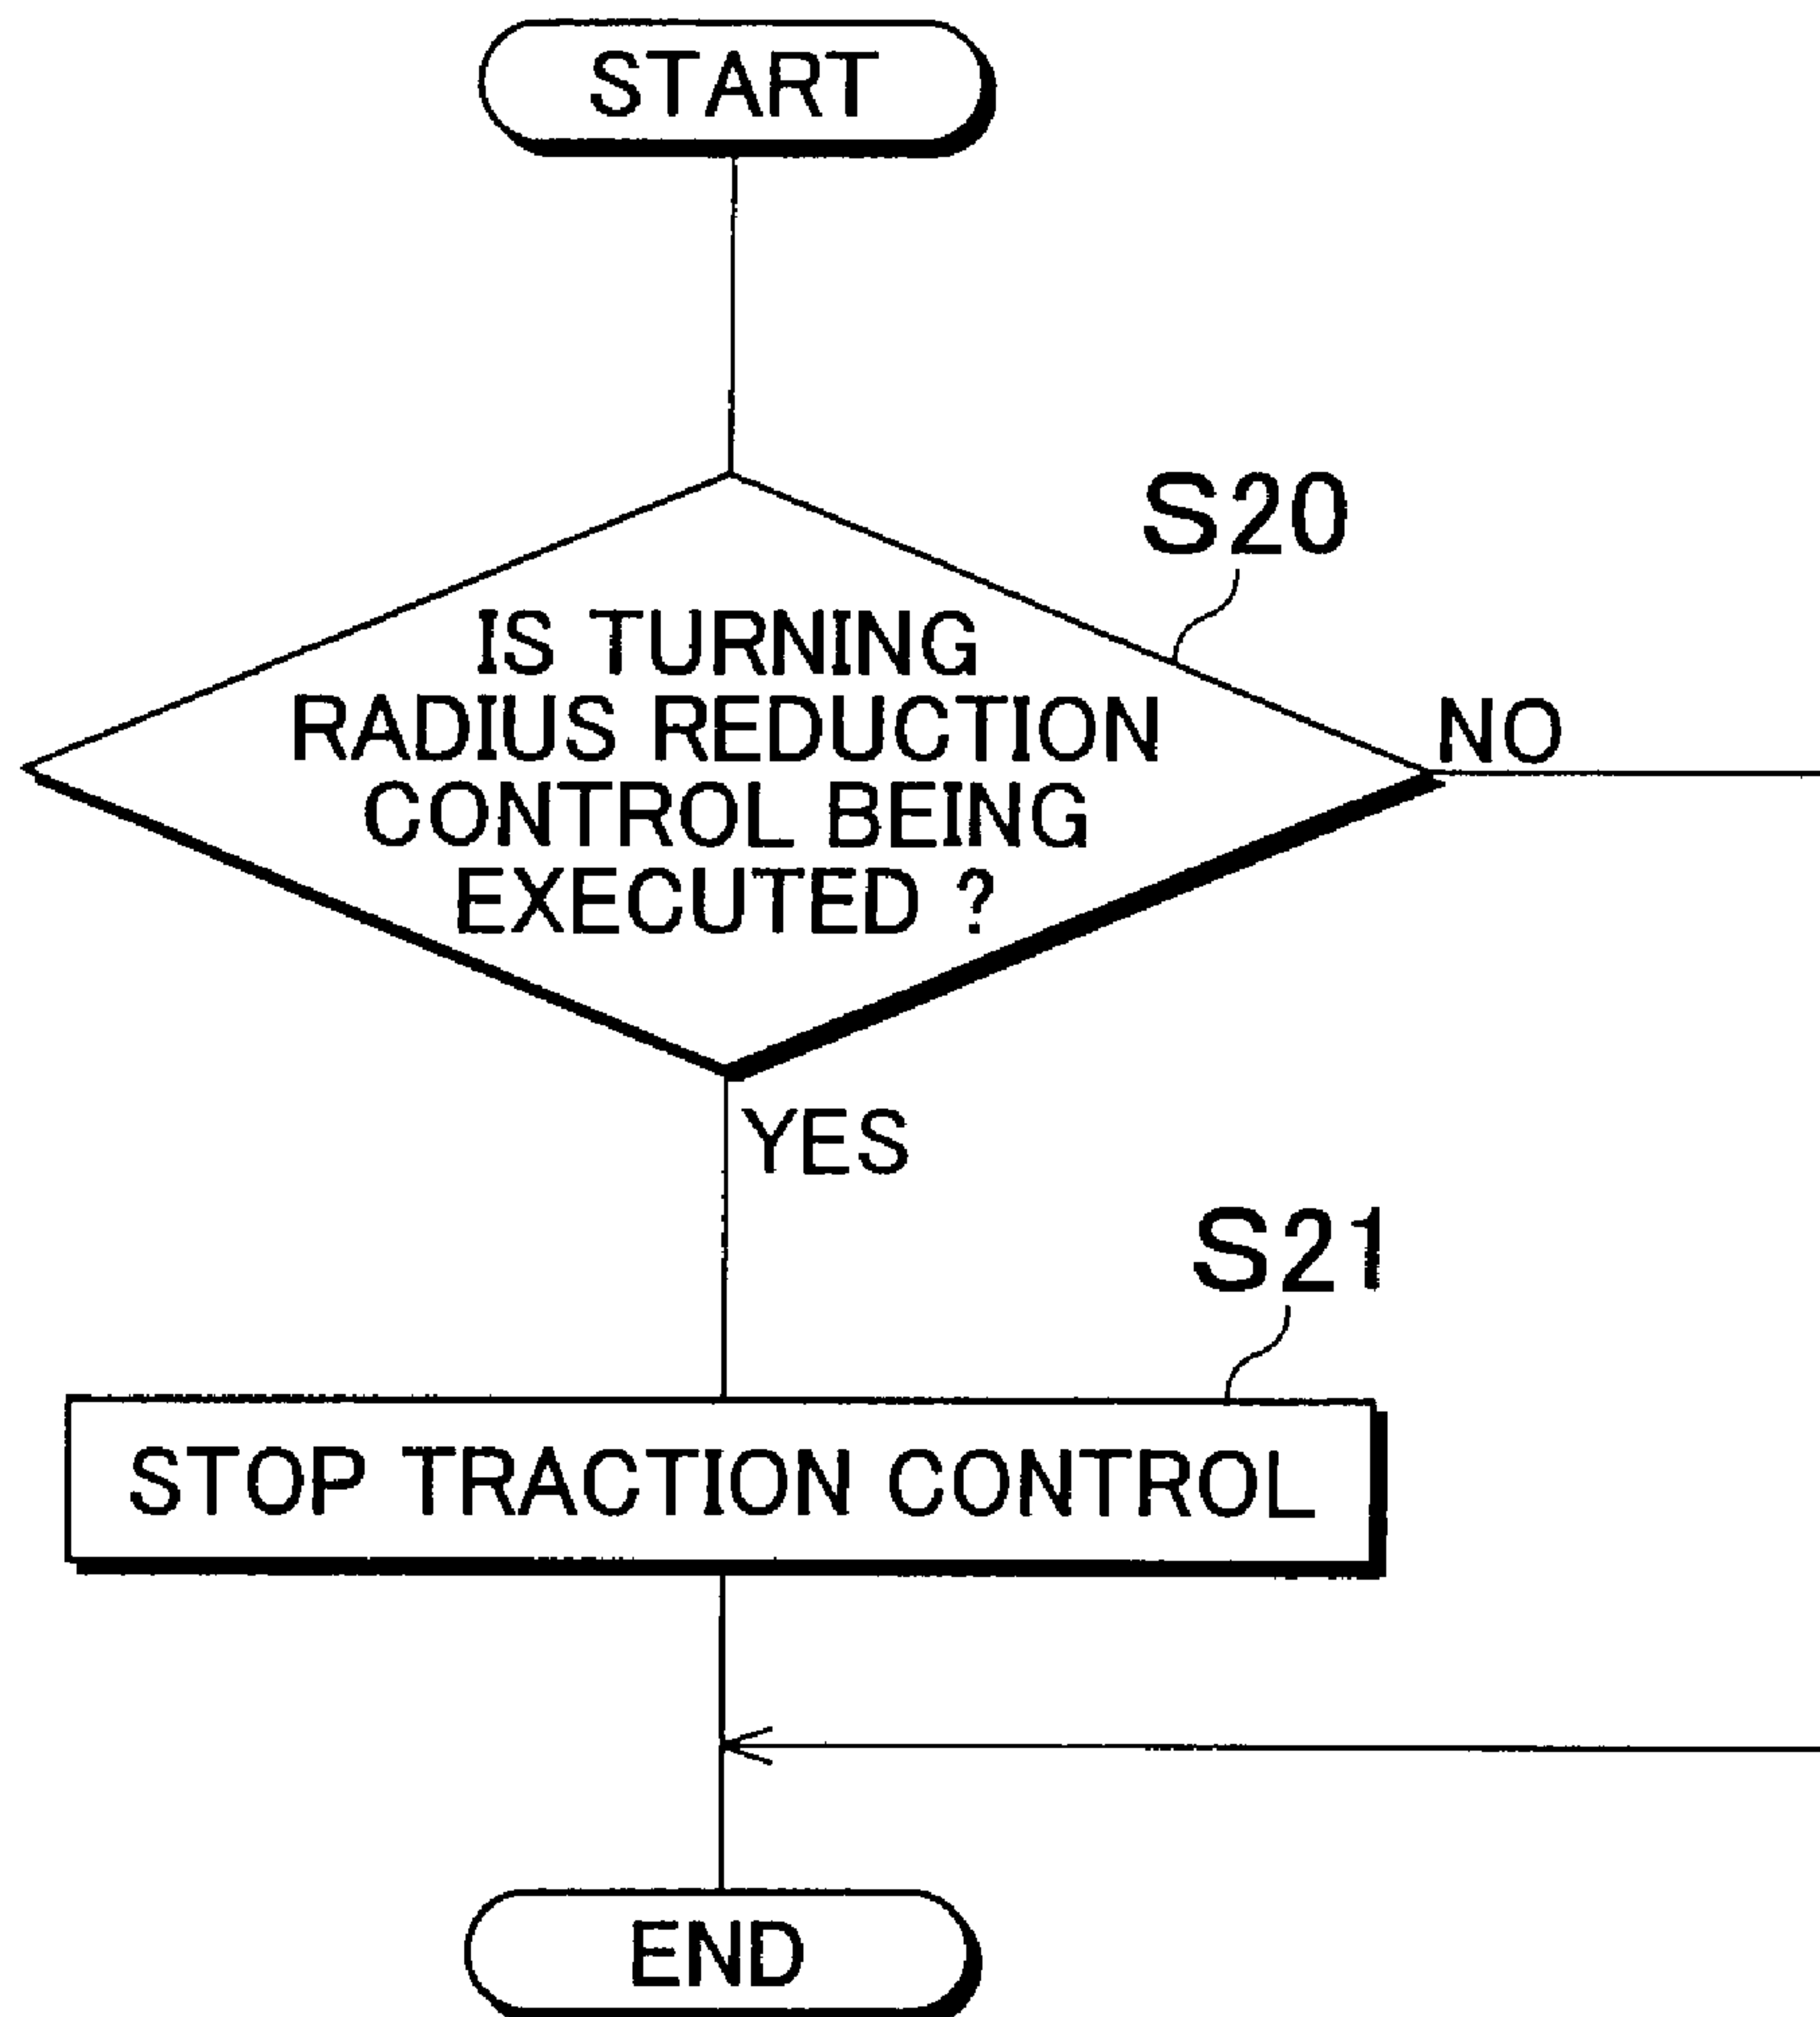 START
S20
IS TURNING
RADIUS REDUCTION
CONTROL BEING
EXECUTED ?
NO
YES
S21
STOP TRACTION CONTROL
END